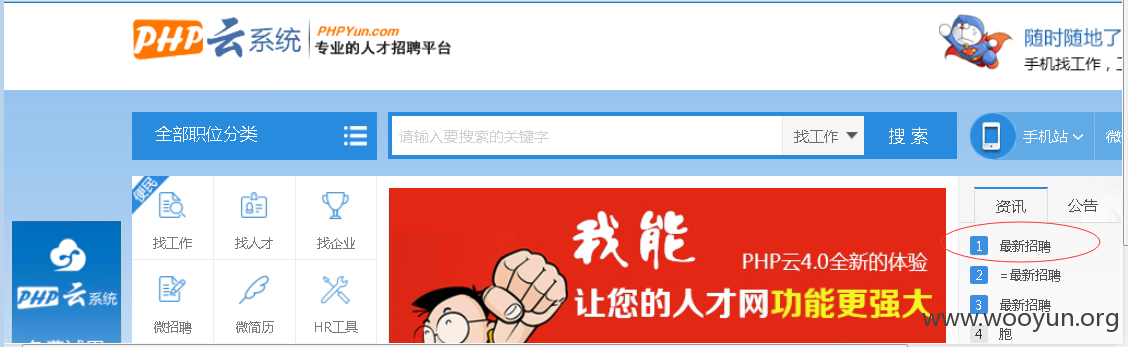 PHP云系统
PHPYun.com
专业的人才招聘平台
随时随地了
手机找工作，
全部职位分类
请输入要搜索的关键字
找工作
搜 索
手机站
微
便民
找工作
找人才
找企业
微招聘
微简历
HR工具
PHP云系统
我能
PHP云4.0全新的体验
让您的人才网功能更强大
资讯
公告
1 最新招聘
2 =最新招聘
3 最新招聘
4 胞
www.wooyun.org